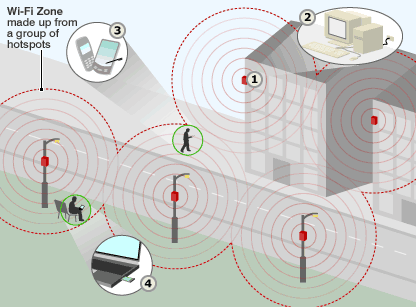 Wi-Fi Zone
made up from
a group of
hotspots
3
2
1
4